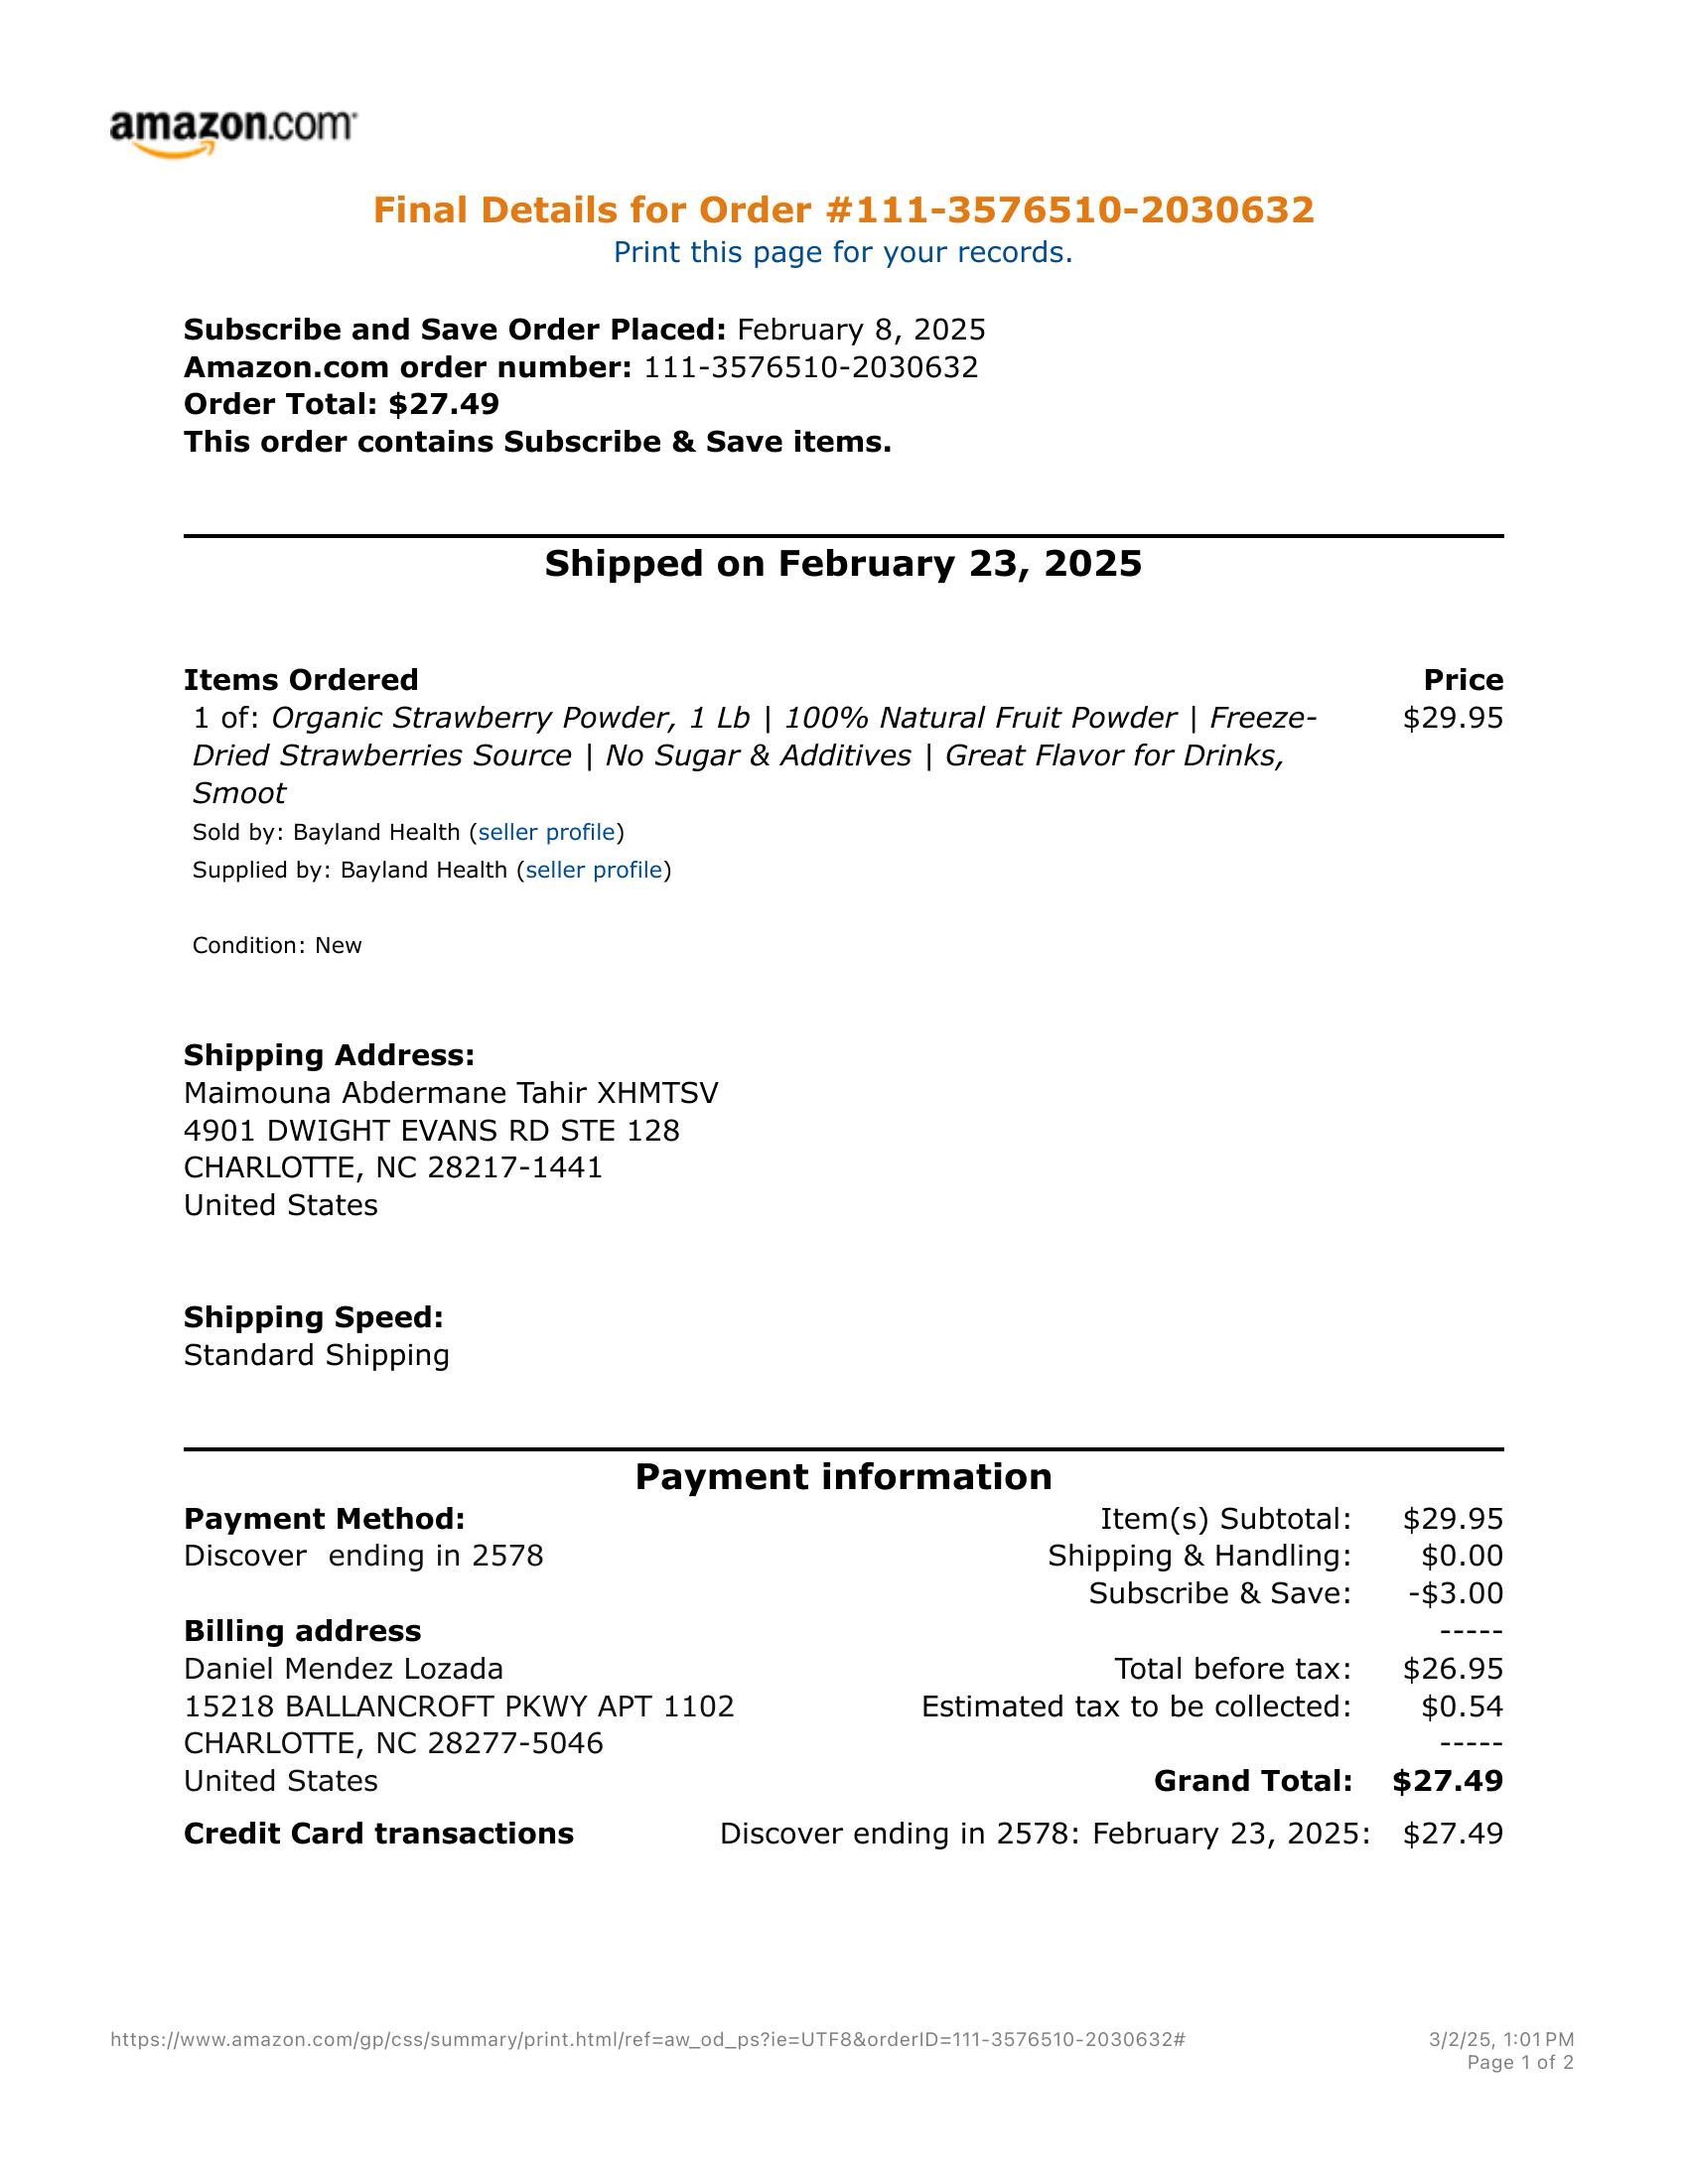 amazon.com
Final Details for Order #111-3576510-2030632
Print this page for your records.
Subscribe and Save Order Placed: February 8, 2025
Amazon.com order number: 111-3576510-2030632
Order Total: $27.49
This order contains Subscribe & Save items.
Shipped on February 23, 2025
Items Ordered Price
1 of: Organic Strawberry Powder, 1 Lb | 100% Natural Fruit Powder | Freeze- $29.95
Dried Strawberries Source | No Sugar & Additives | Great Flavor for Drinks,
Smoot
Sold by: Bayland Health (seller profile)
Supplied by: Bayland Health (seller profile)
Condition: New
Shipping Address:
Maimouna Abdermane Tahir XHMTSV
4901 DWIGHT EVANS RD STE 128
CHARLOTTE, NC 28217-1441
United States
Shipping Speed:
Standard Shipping
Payment information
Payment Method: Item(s) Subtotal: $29.95
Discover ending in 2578 Shipping & Handling: $0.00
Subscribe & Save: -$3.00
Billing address -----
Daniel Mendez Lozada Total before tax: $26.95
15218 BALLANCROFT PKWY APT 1102 Estimated tax to be collected: $0.54
CHARLOTTE, NC 28277-5046 -----
United States Grand Total: $27.49
Credit Card transactions Discover ending in 2578: February 23, 2025: $27.49
https://www.amazon.com/gp/css/summary/print.html/ref=aw_od_ps?ie=UTF8&orderID=111-3576510-2030632# 3/2/25, 1:01 PM
Page 1 of 2